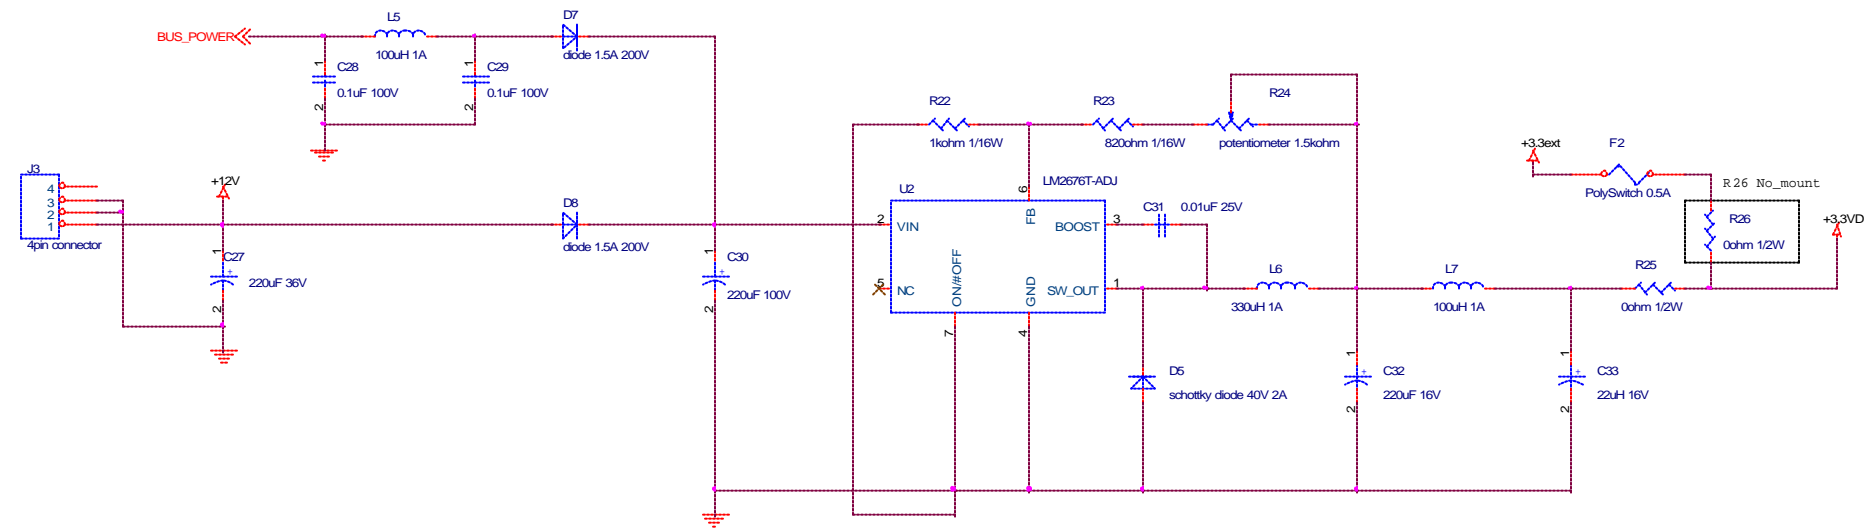 BUS_POWER
L5
100uH 1A
D7
diode 1.5A 200V
1
C28
0.1uF 100V
2
1
C29
0.1uF 100V
2
J3
4
3
2
1
4pin connector
+12V
1
C27
+
220uF 36V
2
D8
diode 1.5A 200V
1
C30
+
220uF 100V
2
R22
1kohm 1/16W
R23
820ohm 1/16W
R24
potentiometer 1.5kohm
U2
LM2676T-ADJ
2
VIN
5
NC
6
FB
BOOST
3
ON/#OFF
7
GND
4
SW_OUT
1
C31
0.01uF 25V
L6
330uH 1A
L7
100uH 1A
D5
schottky diode 40V 2A
1
C32
+
220uF 16V
2
1
C33
+
22uH 16V
2
+3.3ext
F2
PolySwitch 0.5A
R26 No_mount
R26
0ohm 1/2W
+3.3VD
R25
0ohm 1/2W